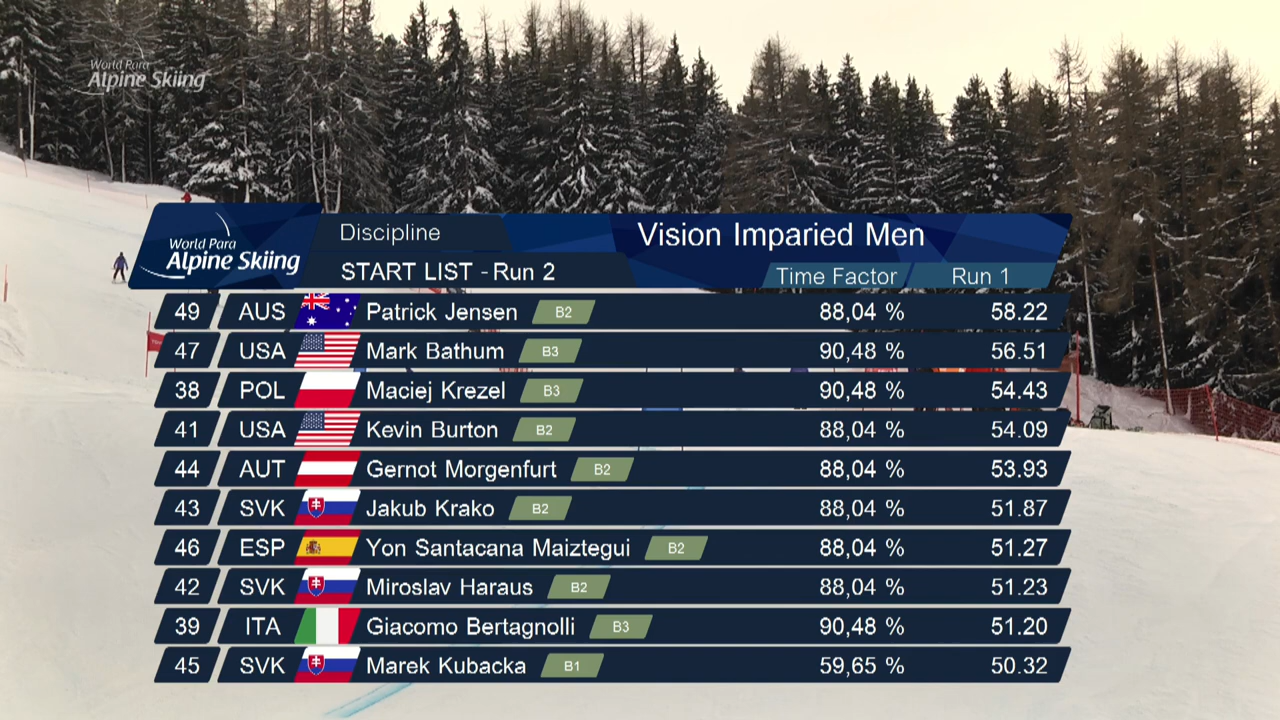 World Para
Alpine Skiing
World Para
Alpine Skiing
Discipline
Vision Imparied Men
START LIST - Run 2
Time Factor
Run 1
49 AUS Patrick Jensen B2 88,04 % 58.22
47 USA Mark Bathum B3 90,48 % 56.51
38 POL Maciej Krezel B3 90,48 % 54.43
41 USA Kevin Burton B2 88,04 % 54.09
44 AUT Gernot Morgenfurt B2 88,04 % 53.93
43 SVK Jakub Krako B2 88,04 % 51.87
46 ESP Yon Santacana Maiztegui B2 88,04 % 51.27
42 SVK Miroslav Haraus B2 88,04 % 51.23
39 ITA Giacomo Bertagnolli B3 90,48 % 51.20
45 SVK Marek Kubacka B1 59,65 % 50.32